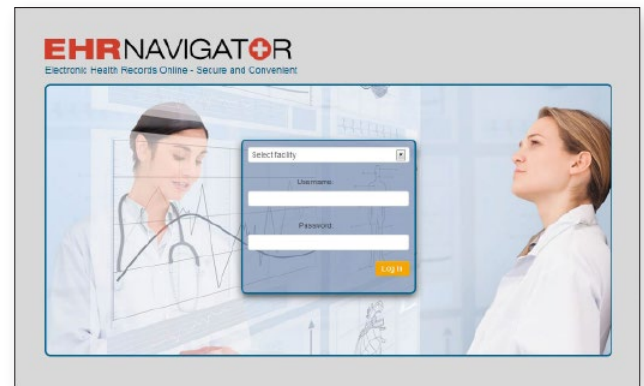 EHRNAVIGATOR
Electronic Health Records Online - Secure and Convenient
Select facility
Username:
Password:
Log In